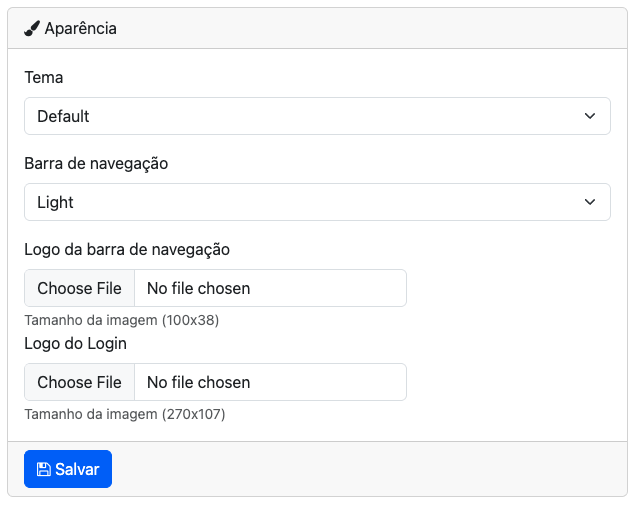 Aparência
Tema
Default
Barra de navegação
Light
Logo da barra de navegação
Choose File No file chosen
Tamanho da imagem (100x38)
Logo do Login
Choose File No file chosen
Tamanho da imagem (270x107)
Salvar